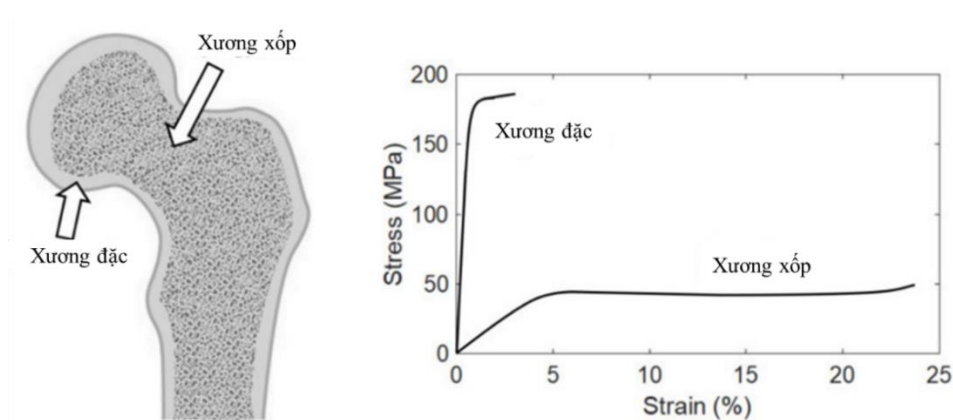 Xương xốp
Xương đặc
200
150
100
50
0
Stress (MPa)
Xương đặc
Xương xốp
0 5 10 15 20 25
Strain (%)